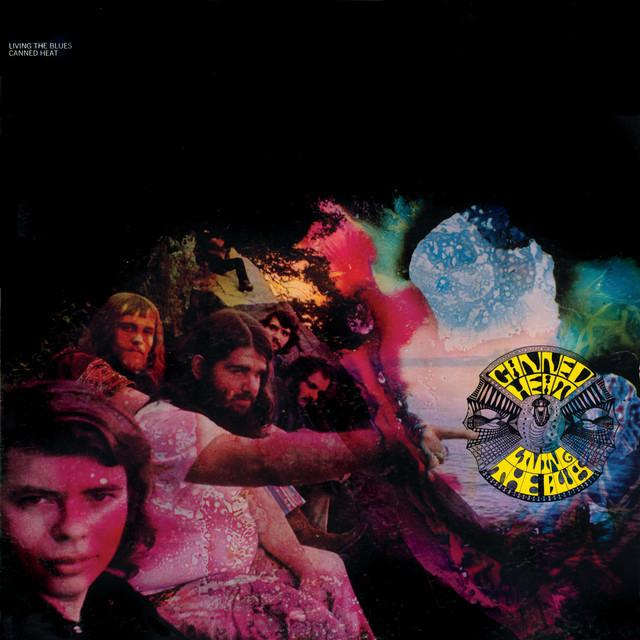 LIVING THE BLUES
CANNED HEAT
CANNED
HEAT
LIVING
THE BLUES